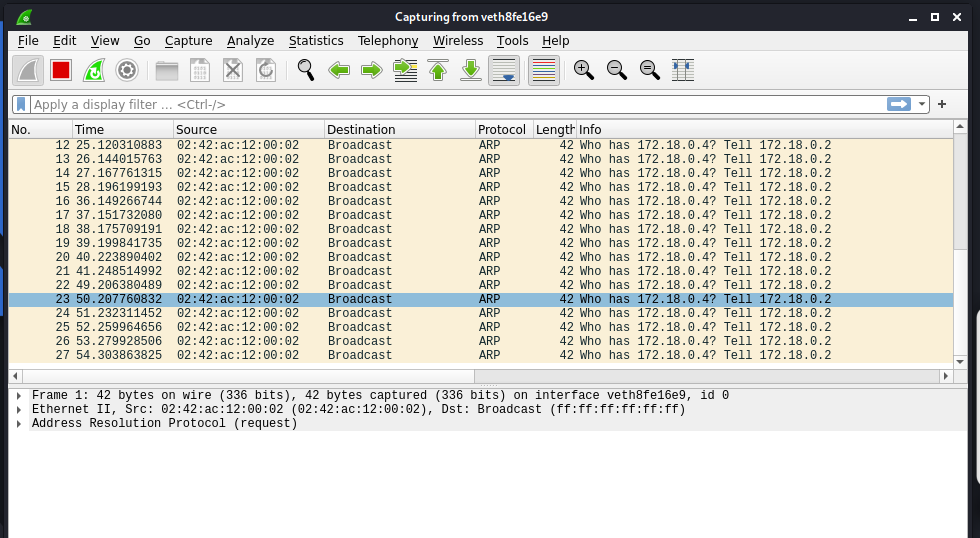 Capturing from veth8fe16e9
File Edit View Go Capture Analyze Statistics Telephony Wireless Tools Help
Apply a display filter ... <Ctrl-/>
No. Time Source Destination Protocol Length Info
12 25.120310883 02:42:ac:12:00:02 Broadcast ARP 42 Who has 172.18.0.4? Tell 172.18.0.2
13 26.144015763 02:42:ac:12:00:02 Broadcast ARP 42 Who has 172.18.0.4? Tell 172.18.0.2
14 27.167761315 02:42:ac:12:00:02 Broadcast ARP 42 Who has 172.18.0.4? Tell 172.18.0.2
15 28.196199193 02:42:ac:12:00:02 Broadcast ARP 42 Who has 172.18.0.4? Tell 172.18.0.2
16 36.149266744 02:42:ac:12:00:02 Broadcast ARP 42 Who has 172.18.0.4? Tell 172.18.0.2
17 37.151732080 02:42:ac:12:00:02 Broadcast ARP 42 Who has 172.18.0.4? Tell 172.18.0.2
18 38.175709191 02:42:ac:12:00:02 Broadcast ARP 42 Who has 172.18.0.4? Tell 172.18.0.2
19 39.199841735 02:42:ac:12:00:02 Broadcast ARP 42 Who has 172.18.0.4? Tell 172.18.0.2
20 40.223890402 02:42:ac:12:00:02 Broadcast ARP 42 Who has 172.18.0.4? Tell 172.18.0.2
21 41.248514992 02:42:ac:12:00:02 Broadcast ARP 42 Who has 172.18.0.4? Tell 172.18.0.2
22 49.206380489 02:42:ac:12:00:02 Broadcast ARP 42 Who has 172.18.0.4? Tell 172.18.0.2
23 50.207760832 02:42:ac:12:00:02 Broadcast ARP 42 Who has 172.18.0.4? Tell 172.18.0.2
24 51.232311452 02:42:ac:12:00:02 Broadcast ARP 42 Who has 172.18.0.4? Tell 172.18.0.2
25 52.259964656 02:42:ac:12:00:02 Broadcast ARP 42 Who has 172.18.0.4? Tell 172.18.0.2
26 53.279928506 02:42:ac:12:00:02 Broadcast ARP 42 Who has 172.18.0.4? Tell 172.18.0.2
27 54.303863825 02:42:ac:12:00:02 Broadcast ARP 42 Who has 172.18.0.4? Tell 172.18.0.2
Frame 1: 42 bytes on wire (336 bits), 42 bytes captured (336 bits) on interface veth8fe16e9, id 0
Ethernet II, Src: 02:42:ac:12:00:02 (02:42:ac:12:00:02), Dst: Broadcast (ff:ff:ff:ff:ff:ff)
Address Resolution Protocol (request)